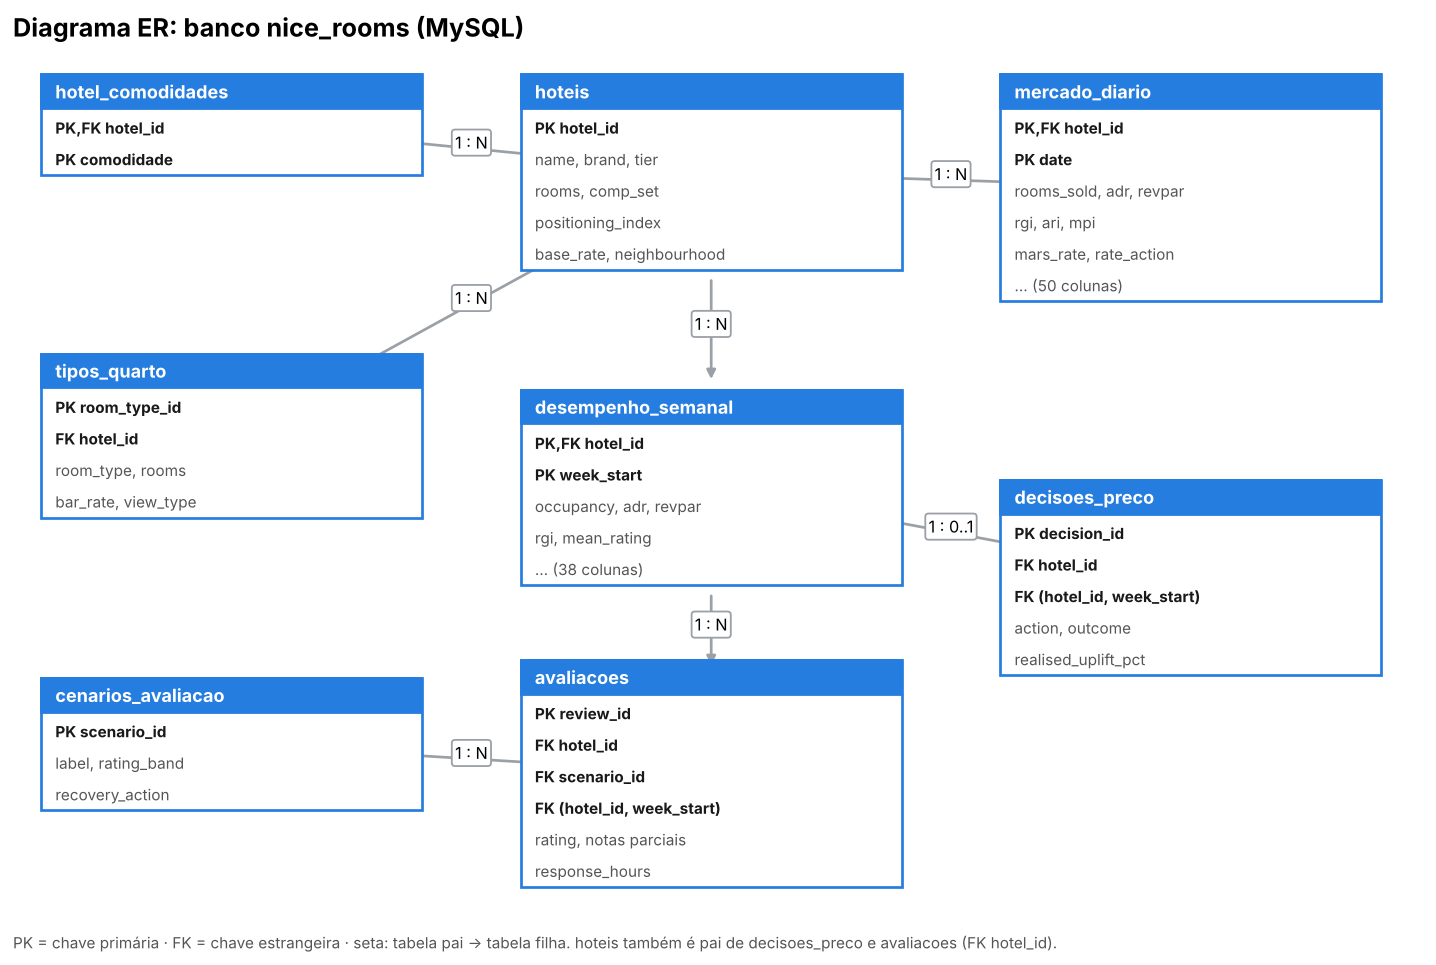 Diagrama ER: banco nice_rooms (MySQL)
hotel_comodidades
PK,FK hotel_id
PK comodidade
1 : N
hoteis
PK hotel_id
name, brand, tier
rooms, comp_set
positioning_index
base_rate, neighbourhood
1 : N
mercado_diario
PK,FK hotel_id
PK date
rooms_sold, adr, revpar
rgi, ari, mpi
mars_rate, rate_action
... (50 colunas)
1 : N
1 : N
tipos_quarto
PK room_type_id
FK hotel_id
room_type, rooms
bar_rate, view_type
desempenho_semanal
PK,FK hotel_id
PK week_start
occupancy, adr, revpar
rgi, mean_rating
... (38 colunas)
1 : 0..1
decisoes_preco
PK decision_id
FK hotel_id
FK (hotel_id, week_start)
action, outcome
realised_uplift_pct
1 : N
cenarios_avaliacao
PK scenario_id
label, rating_band
recovery_action
1 : N
avaliacoes
PK review_id
FK hotel_id
FK scenario_id
FK (hotel_id, week_start)
rating, notas parciais
response_hours
PK = chave primária · FK = chave estrangeira · seta: tabela pai → tabela filha. hoteis também é pai de decisoes_preco e avaliacoes (FK hotel_id).